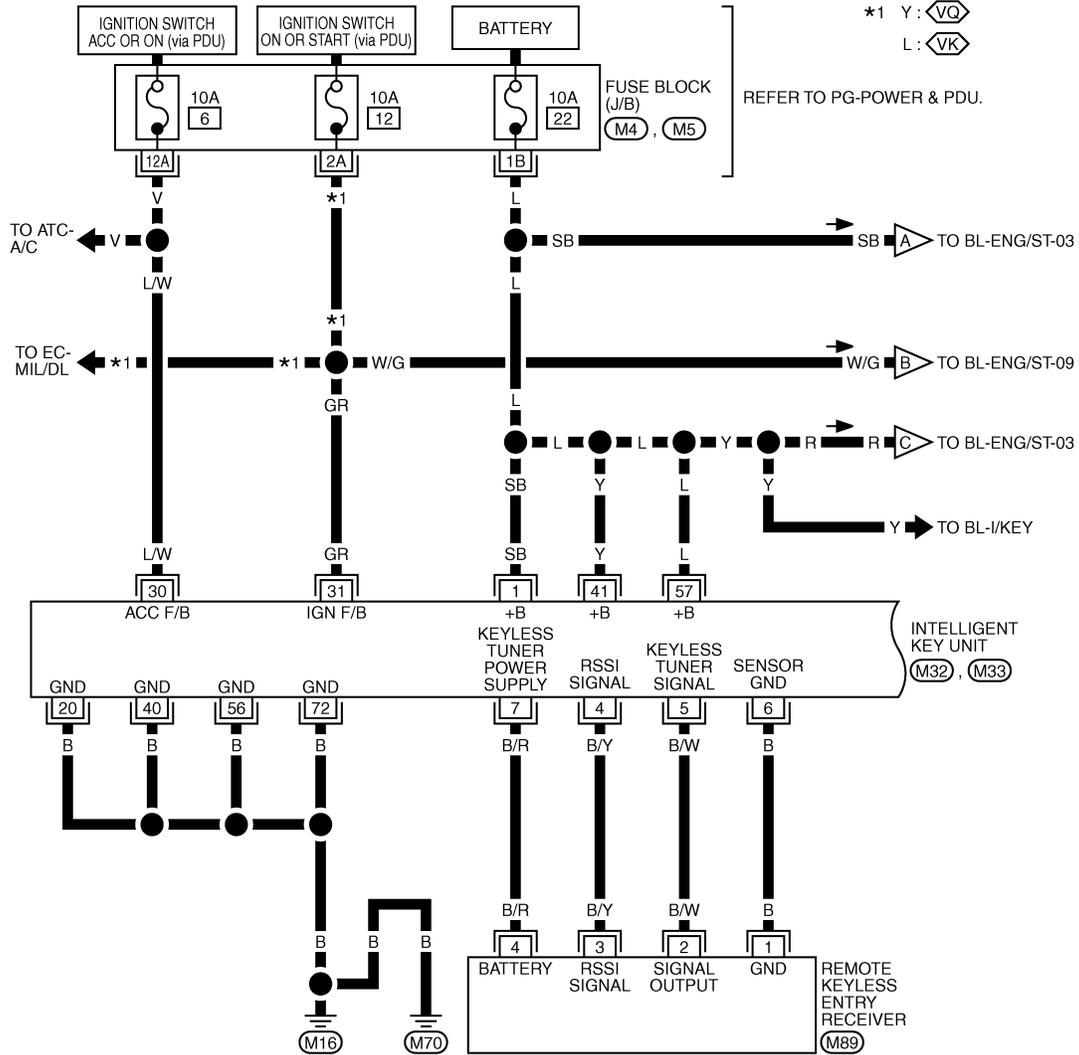 IGNITION SWITCH
ACC OR ON (via PDU)
IGNITION SWITCH
ON OR START (via PDU)
BATTERY
*1 Y : VQ
L : VK
10A
6
10A
12
10A
22
FUSE BLOCK
(J/B)
M4 , M5
REFER TO PG-POWER & PDU.
12A
2A
1B
V
*1
L
TO ATC-
A/C
V
SB
SB
A
TO BL-ENG/ST-03
L/W
L
*1
TO EC-
MIL/DL
*1
*1
W/G
W/G
B
TO BL-ENG/ST-09
GR
L
L
L
Y
R
R
C
TO BL-ENG/ST-03
SB
Y
L
Y
Y
TO BL-I/KEY
L/W
GR
SB
Y
L
30
31
1
41
57
ACC F/B
IGN F/B
+B
+B
+B
INTELLIGENT
KEY UNIT
M32 , M33
KEYLESS
TUNER
POWER
SUPPLY
RSSI
SIGNAL
KEYLESS
TUNER
SIGNAL
SENSOR
GND
GND
GND
GND
GND
20
40
56
72
7
4
5
6
B
B
B
B
B/R
B/Y
B/W
B
B/R
B/Y
B/W
B
B
B
B
4
3
2
1
BATTERY
RSSI
SIGNAL
SIGNAL
OUTPUT
GND
REMOTE
KEYLESS
ENTRY
RECEIVER
M89
M16
M70